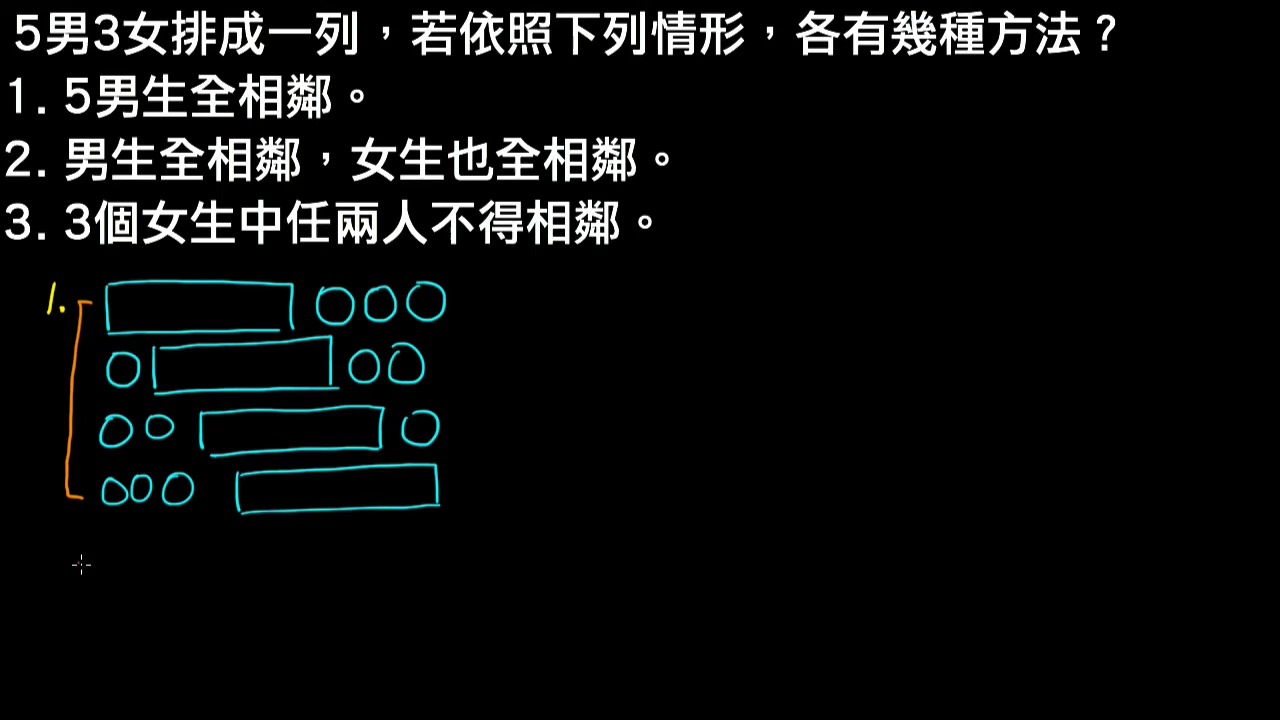 5男3女排成一列，若依照下列情形，各有幾種方法？
1. 5男生全相鄰。
2. 男生全相鄰，女生也全相鄰。
3. 3個女生中任兩人不得相鄰。
1.